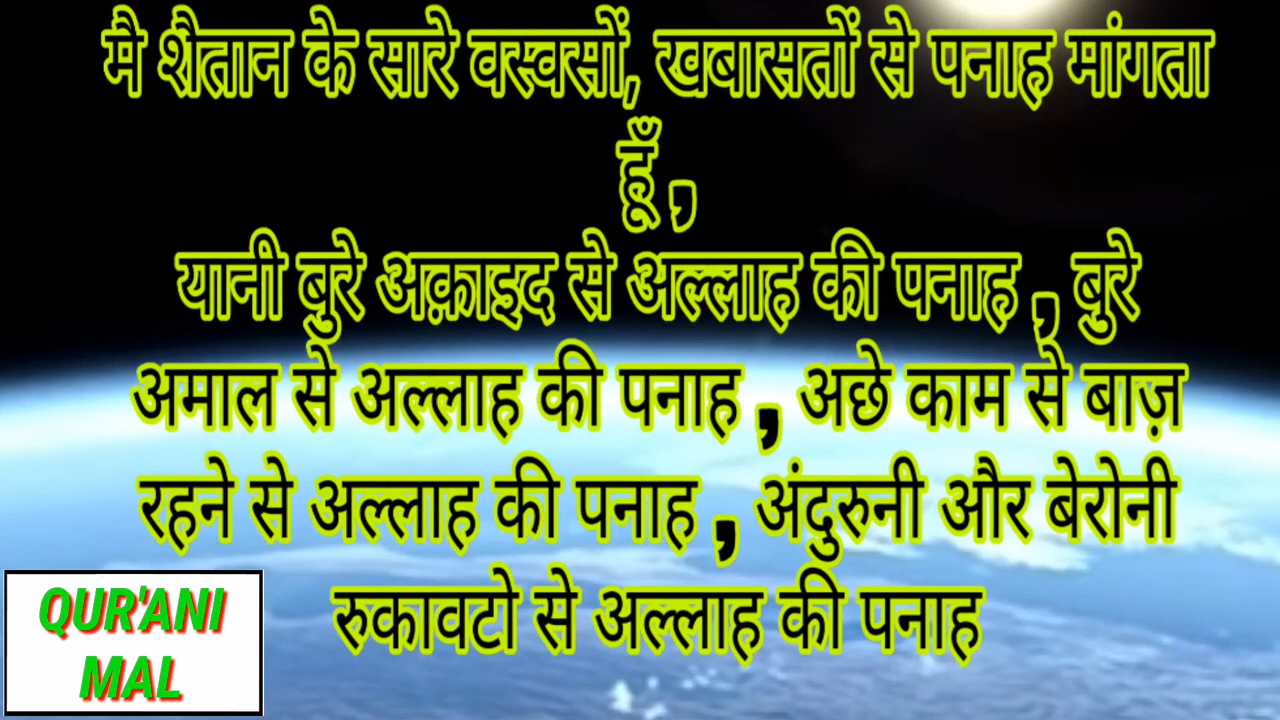 मै शैतान के सारे वस्वसों, खबासतों से पनाह मांगता
हूँ ,
यानी बुरे अक़ाइद से अल्लाह की पनाह , बुरे
अमाल से अल्लाह की पनाह , अछे काम से बाज़
रहने से अल्लाह की पनाह , अंदुरुनी और बेरोनी
रुकावटो से अल्लाह की पनाह
QUR'ANI
MAL